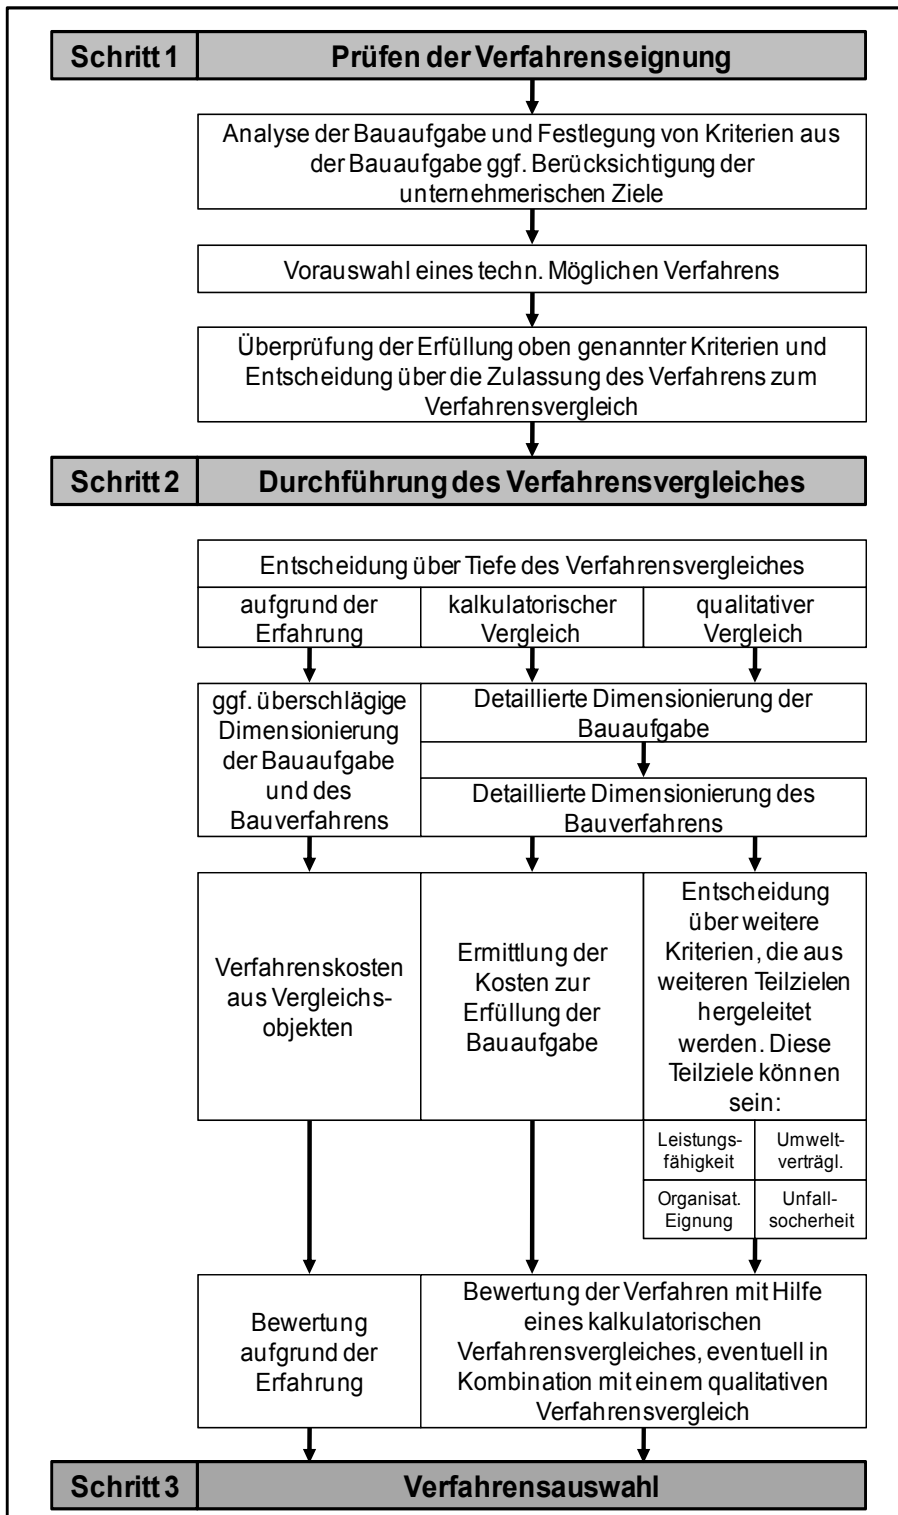 Schritt 1 Prüfen der Verfahrenseignung
Analyse der Bauaufgabe und Festlegung von Kriterien aus
der Bauaufgabe ggf. Berücksichtigung der
unternehmerischen Ziele
Vorauswahl eines techn. Möglichen Verfahrens
Überprüfung der Erfüllung oben genannter Kriterien und
Entscheidung über die Zulassung des Verfahrens zum
Verfahrensvergleich
Schritt 2 Durchführung des Verfahrensvergleiches
Entscheidung über Tiefe des Verfahrensvergleiches
aufgrund der
Erfahrung
kalkulatorischer
Vergleich
qualitativer
Vergleich
ggf. überschlägige
Dimensionierung
der Bauaufgabe
und des
Bauverfahrens
Detaillierte Dimensionierung der
Bauaufgabe
Detaillierte Dimensionierung des
Bauverfahrens
Verfahrenskosten
aus Vergleichs-
objekten
Ermittlung der
Kosten zur
Erfüllung der
Bauaufgabe
Entscheidung
über weitere
Kriterien, die aus
weiteren Teilzielen
hergeleitet
werden. Diese
Teilziele können
sein:
Leistungs-
fähigkeit
Umwelt-
verträgl.
Organisat.
Eignung
Unfall-
socherheit
Bewertung
aufgrund der
Erfahrung
Bewertung der Verfahren mit Hilfe
eines kalkulatorischen
Verfahrensvergleiches, eventuell in
Kombination mit einem qualitativen
Verfahrensvergleich
Schritt 3 Verfahrensauswahl